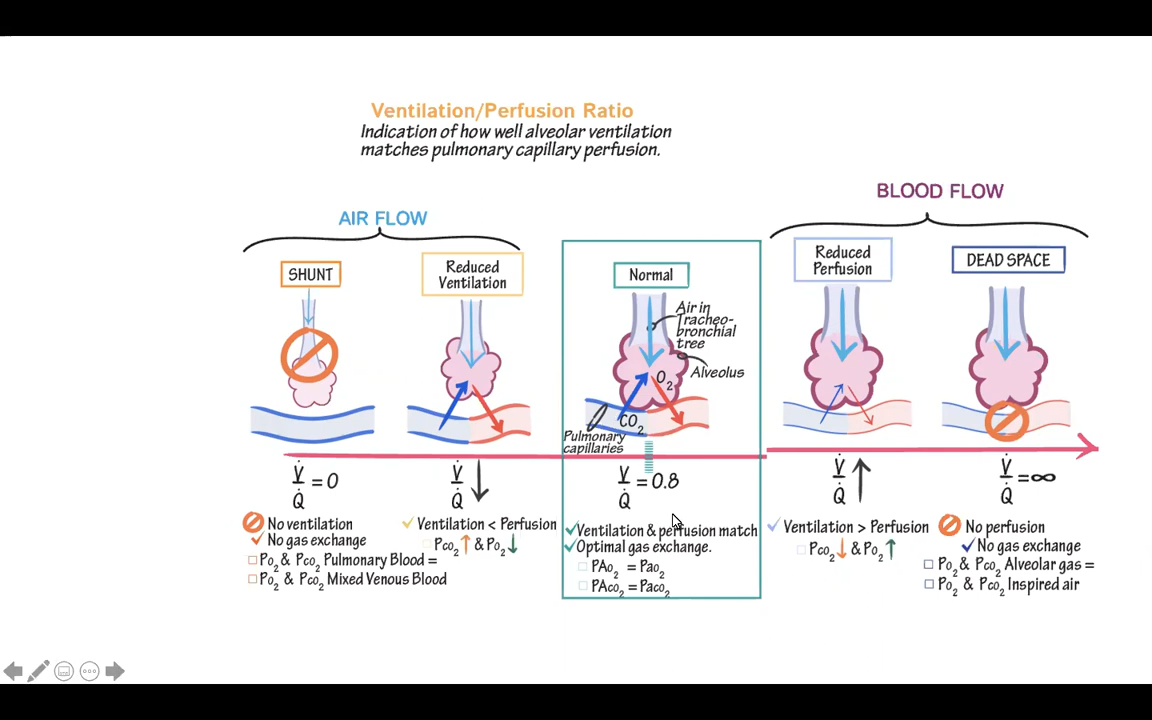 Ventilation/Perfusion Ratio
Indication of how well alveolar ventilation
matches pulmonary capillary perfusion.
AIR FLOW
BLOOD FLOW
SHUNT
Reduced
Ventilation
Normal
Reduced
Perfusion
DEAD SPACE
Air in
Tracheo-
bronchial
tree
Alveolus
O₂
CO₂
Pulmonary
capillaries
V̇/Q̇ = 0
V̇/Q̇ ↓
V̇/Q̇ = 0.8
V̇/Q̇ ↑
V̇/Q̇ = ∞
No ventilation
✓ No gas exchange
□ Po₂ & Pco₂ Pulmonary Blood =
□ Po₂ & Pco₂ Mixed Venous Blood
✓ Ventilation < Perfusion
□ Pco₂ ↑ & Po₂ ↓
✓ Ventilation & perfusion match
✓ Optimal gas exchange.
□ PAo₂ = Pao₂
□ PAco₂ = Paco₂
✓ Ventilation > Perfusion
□ Pco₂ ↓ & Po₂ ↑
No perfusion
✓ No gas exchange
□ Po₂ & Pco₂ Alveolar gas =
□ Po₂ & Pco₂ Inspired air